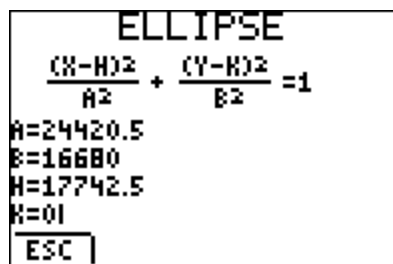 ELLIPSE
(X-H)2 + (Y-K)2 =1
A2 B2
A=24420.5
B=16680
H=17742.5
K=0
ESC